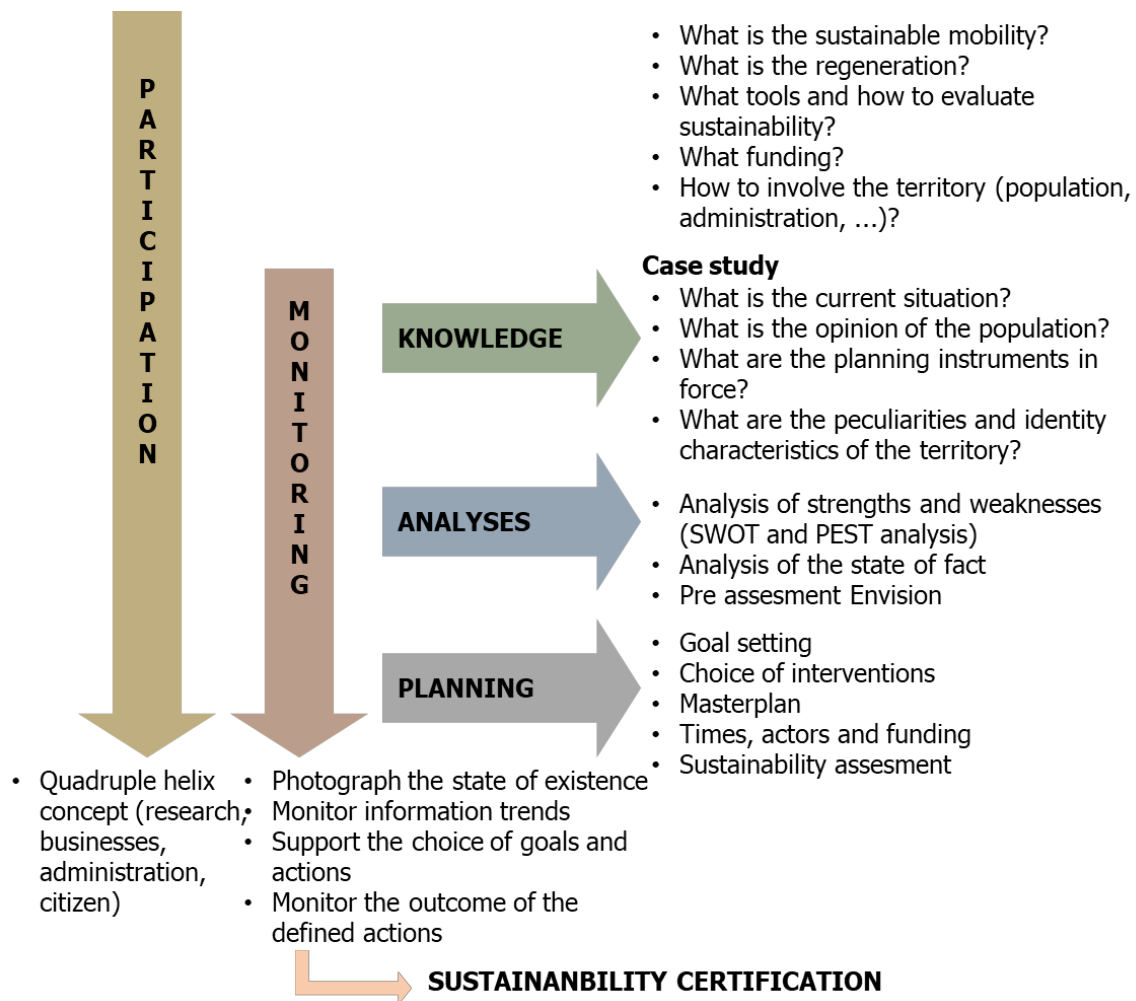 PARTICIPATION
• What is the sustainable mobility?
• What is the regeneration?
• What tools and how to evaluate
sustainability?
• What funding?
• How to involve the territory (population,
administration, ...)?
MONITORING
KNOWLEDGE
Case study
• What is the current situation?
• What is the opinion of the population?
• What are the planning instruments in
force?
• What are the peculiarities and identity
characteristics of the territory?
ANALYSES
• Analysis of strengths and weaknesses
(SWOT and PEST analysis)
• Analysis of the state of fact
• Pre assesment Envision
PLANNING
• Goal setting
• Choice of interventions
• Masterplan
• Times, actors and funding
• Sustainability assesment
• Quadruple helix
concept (research,
businesses,
administration,
citizen)
• Photograph the state of existence
• Monitor information trends
• Support the choice of goals and
actions
• Monitor the outcome of the
defined actions
SUSTAINANBILITY CERTIFICATION